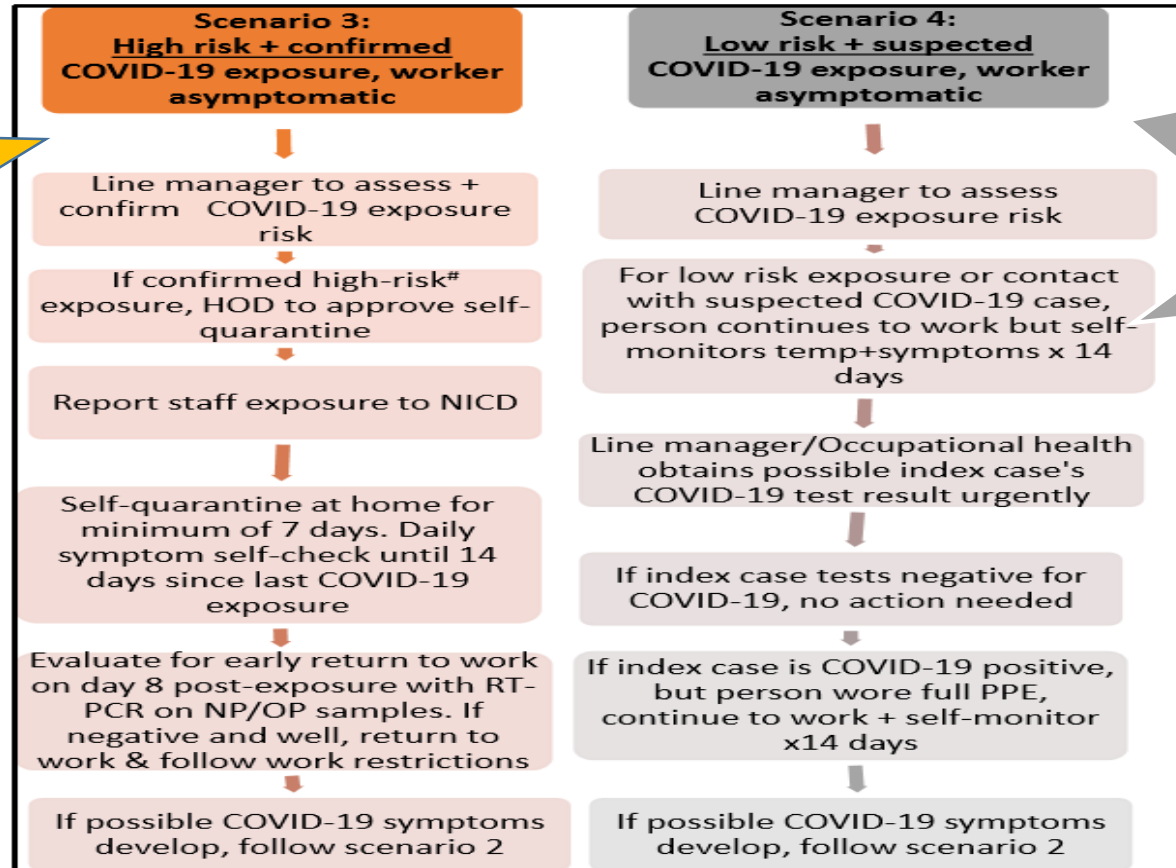 Scenario 3:
High risk + confirmed
COVID-19 exposure, worker
asymptomatic
Line manager to assess +
confirm COVID-19 exposure
risk
If confirmed high-risk#
exposure, HOD to approve self-
quarantine
Report staff exposure to NICD
Self-quarantine at home for
minimum of 7 days. Daily
symptom self-check until 14
days since last COVID-19
exposure
Evaluate for early return to work
on day 8 post-exposure with RT-
PCR on NP/OP samples. If
negative and well, return to
work & follow work restrictions
If possible COVID-19 symptoms
develop, follow scenario 2
Scenario 4:
Low risk + suspected
COVID-19 exposure, worker
asymptomatic
Line manager to assess
COVID-19 exposure risk
For low risk exposure or contact
with suspected COVID-19 case,
person continues to work but self-
monitors temp+symptoms x 14
days
Line manager/Occupational health
obtains possible index case's
COVID-19 test result urgently
If index case tests negative for
COVID-19, no action needed
If index case is COVID-19 positive,
but person wore full PPE,
continue to work + self-monitor
x14 days
If possible COVID-19 symptoms
develop, follow scenario 2